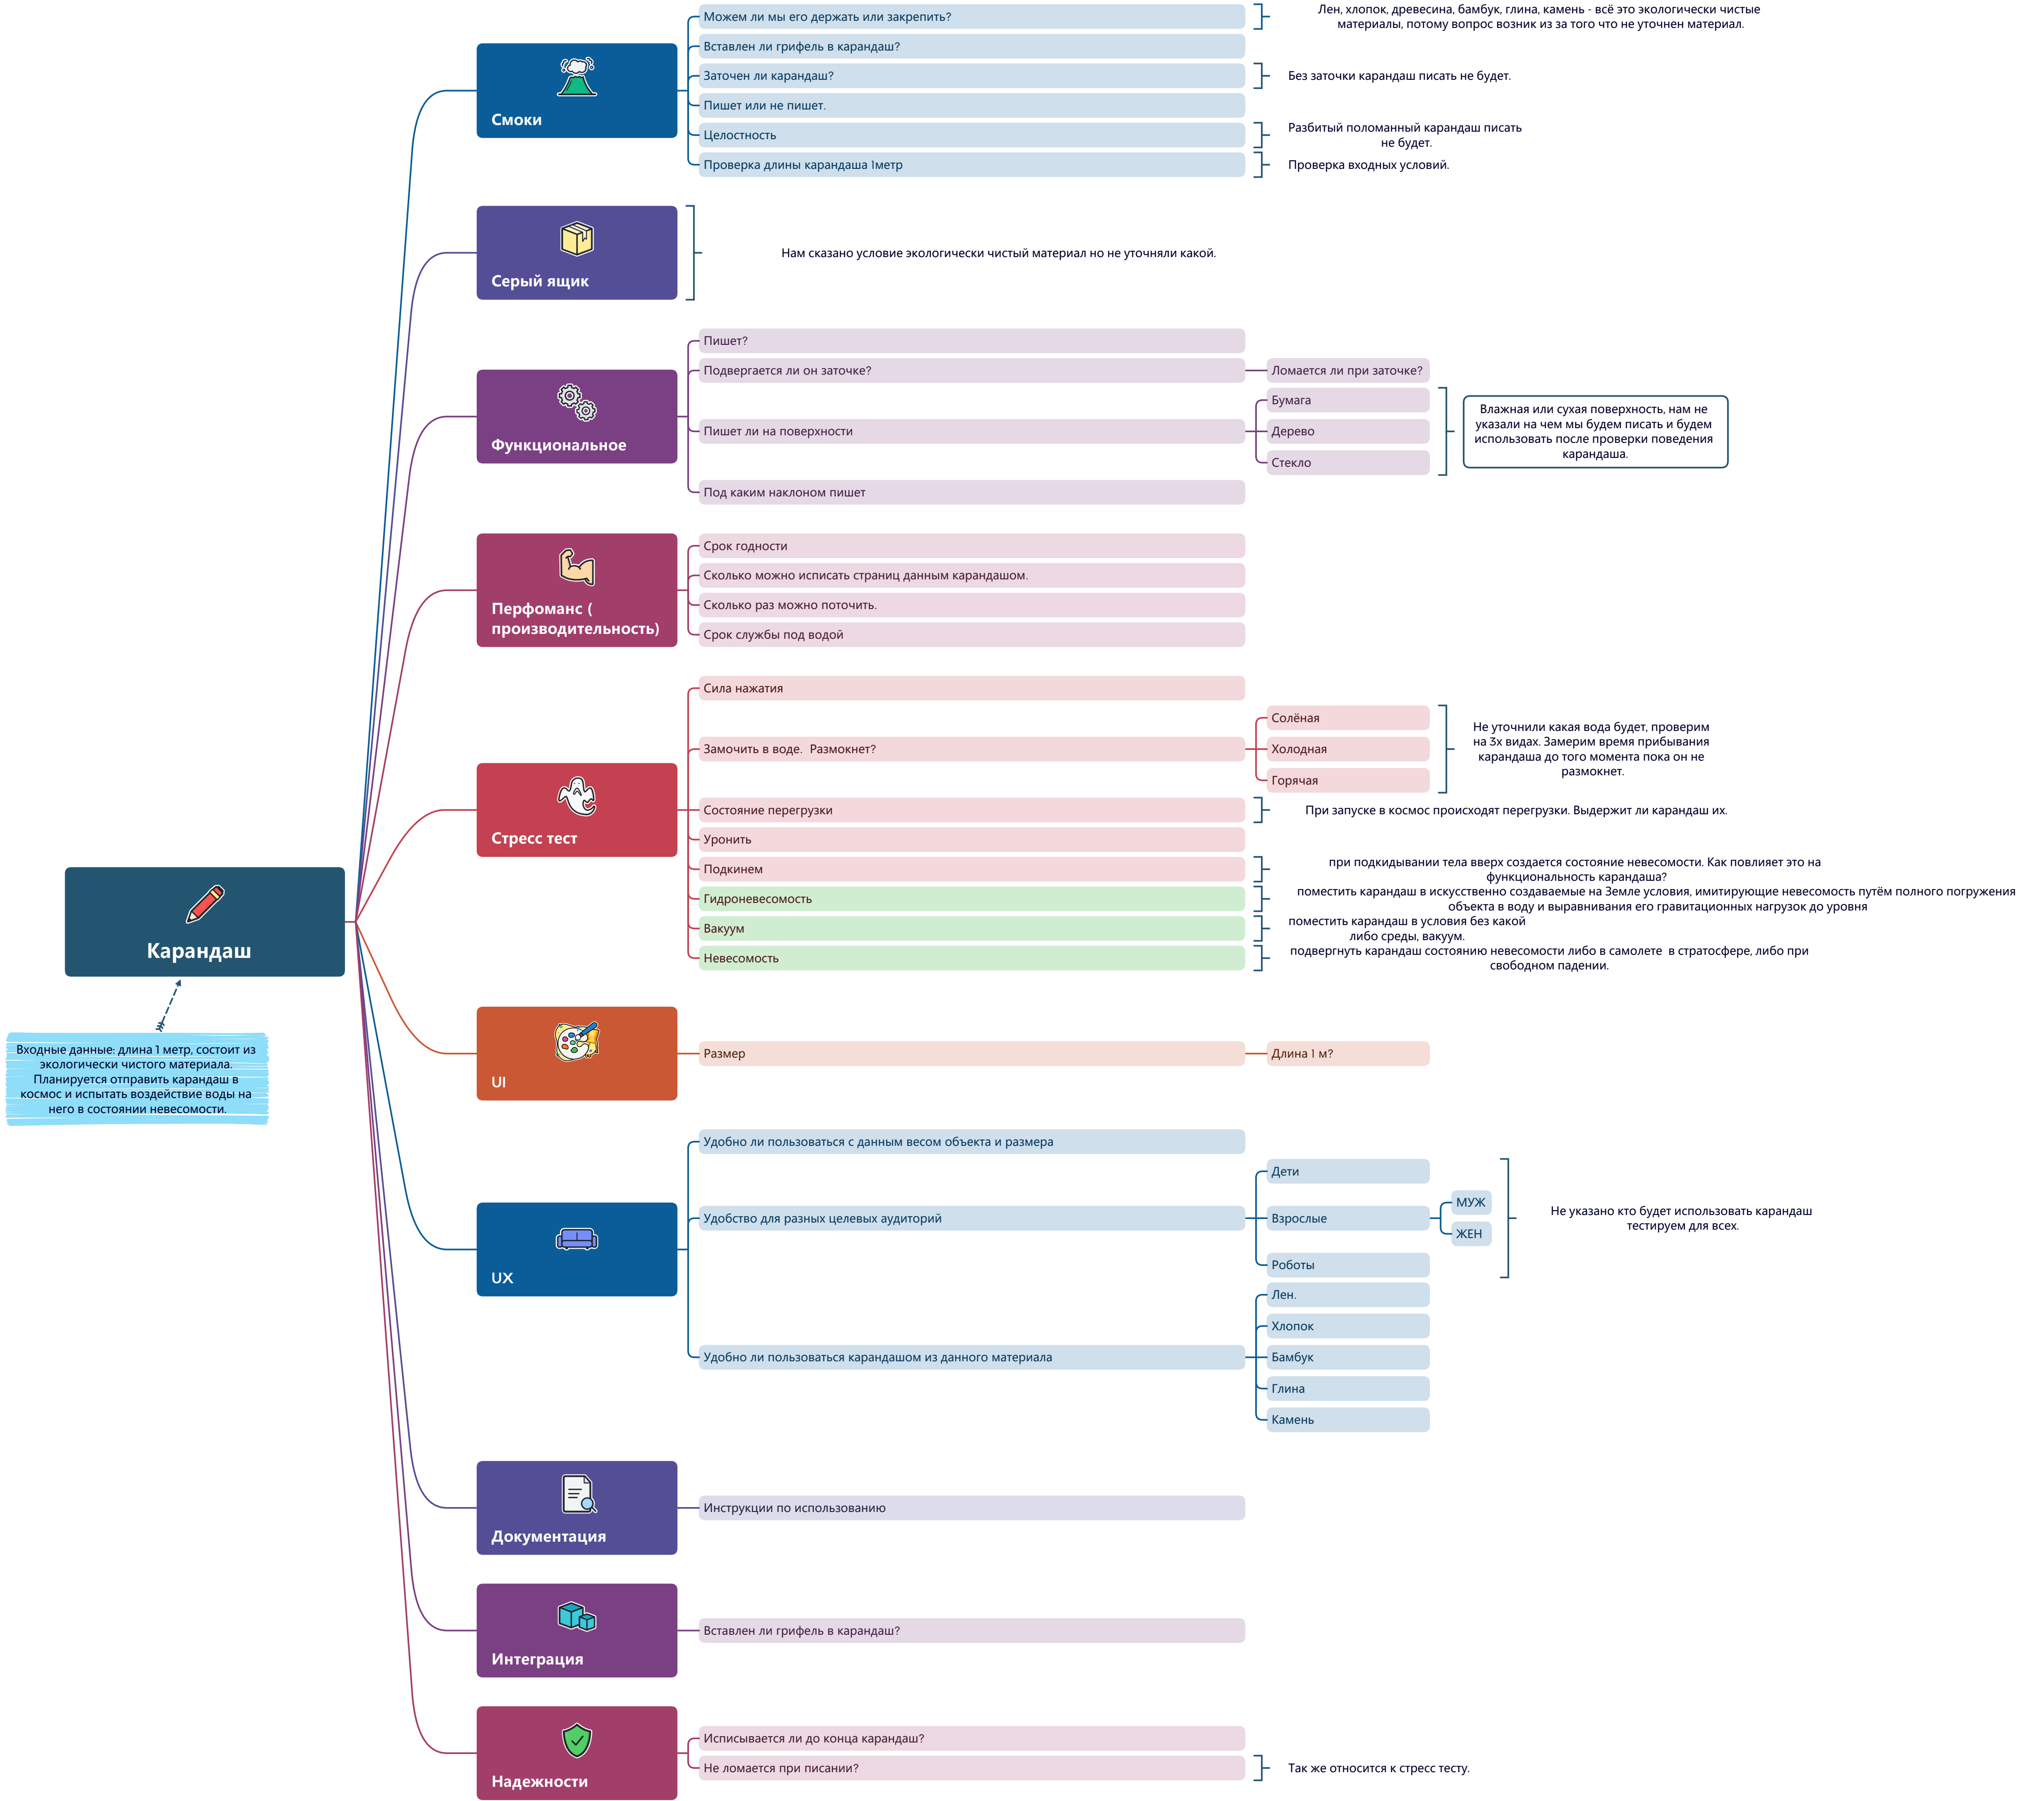 Смоки
Можем ли мы его держать или закрепить?
Лен, хлопок, древесина, бамбук, глина, камень - всё это экологически чистые
материалы, потому вопрос возник из за того что не уточнен материал.
Вставлен ли грифель в карандаш?
Заточен ли карандаш?
Без заточки карандаш писать не будет.
Пишет или не пишет.
Целостность
Разбитый поломанный карандаш писать
не будет.
Проверка длины карандаша 1метр
Проверка входных условий.
Серый ящик
Нам сказано условие экологически чистый материал но не уточняли какой.
Функциональное
Пишет?
Подвергается ли он заточке?
Ломается ли при заточке?
Пишет ли на поверхности
Бумага
Дерево
Стекло
Влажная или сухая поверхность, нам не
указали на чем мы будем писать и будем
использовать после проверки поведения
карандаша.
Под каким наклоном пишет
Перфоманс (
производительность)
Срок годности
Сколько можно исписать страниц данным карандашом.
Сколько раз можно поточить.
Срок службы под водой
Стресс тест
Сила нажатия
Замочить в воде.  Размокнет?
Солёная
Холодная
Горячая
Не уточнили какая вода будет, проверим
на 3х видах. Замерим время прибывания
карандаша до того момента пока он не
размокнет.
Состояние перегрузки
При запуске в космос происходят перегрузки. Выдержит ли карандаш их.
Уронить
Подкинем
при подкидывании тела вверх создается состояние невесомости. Как повлияет это на
функциональность карандаша?
Гидроневесомость
поместить карандаш в искусственно создаваемые на Земле условия, имитирующие невесомость путём полного погружения
объекта в воду и выравнивания его гравитационных нагрузок до уровня
Вакуум
поместить карандаш в условия без какой
либо среды, вакуум.
Невесомость
подвергнуть карандаш состоянию невесомости либо в самолете  в стратосфере, либо при
свободном падении.
Карандаш
Входные данные: длина 1 метр, состоит из
экологически чистого материала.
Планируется отправить карандаш в
космос и испытать воздействие воды на
него в состоянии невесомости.
UI
Размер
Длина 1 м?
UX
Удобно ли пользоваться с данным весом объекта и размера
Удобство для разных целевых аудиторий
Дети
Взрослые
МУЖ
ЖЕН
Роботы
Не указано кто будет использовать карандаш
тестируем для всех.
Удобно ли пользоваться карандашом из данного материала
Лен.
Хлопок
Бамбук
Глина
Камень
Документация
Инструкции по использованию
Интеграция
Вставлен ли грифель в карандаш?
Надежности
Исписывается ли до конца карандаш?
Не ломается при писании?
Так же относится к стресс тесту.